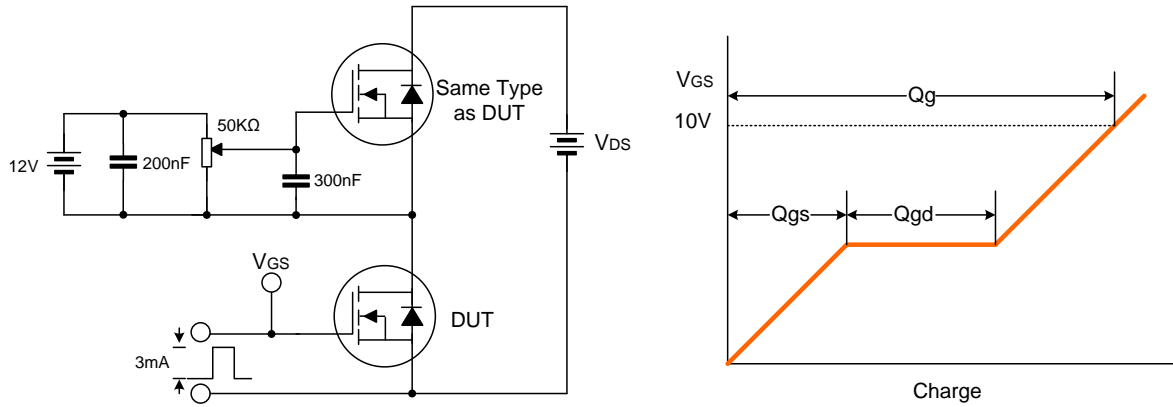 12V
200nF
50KΩ
300nF
Same Type
as DUT
VDS
VGS
DUT
3mA
VGS
10V
Qg
Qgs
Qgd
Charge